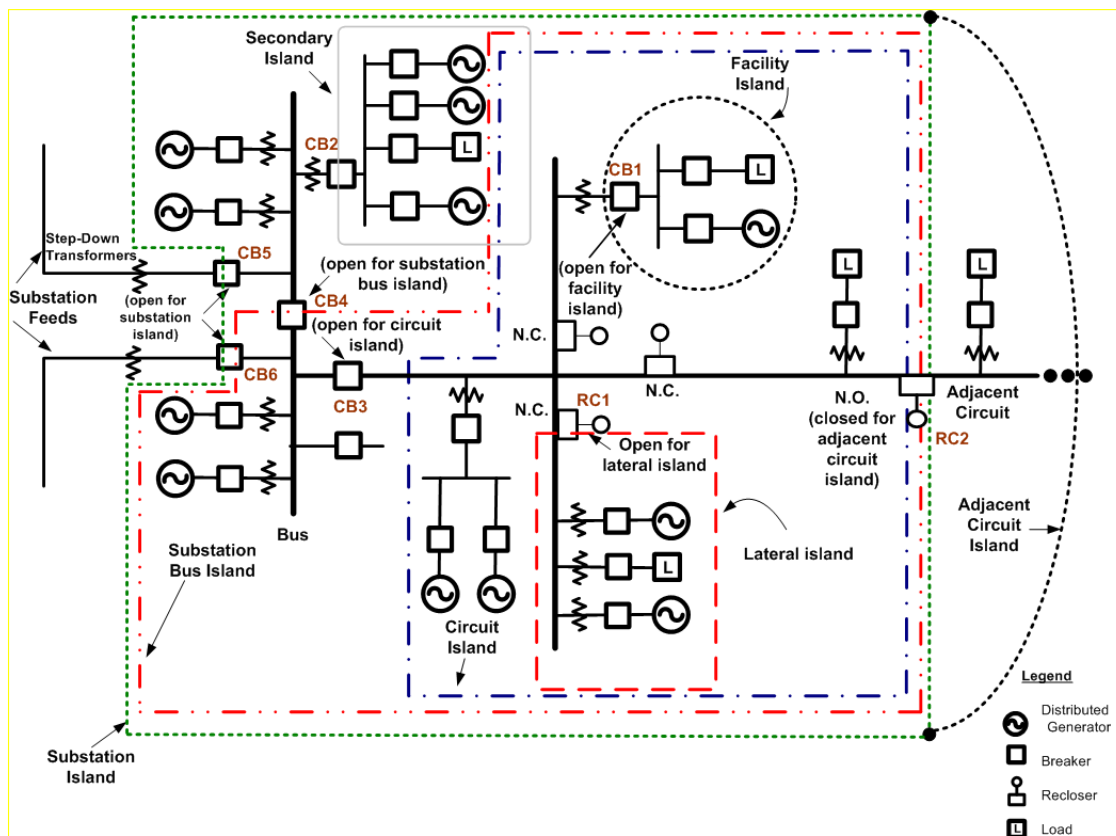 Secondary
Island
Facility
Island
CB2
CB1
L
L
Step-Down
Transformers
CB5
(open for substation
bus island)
(open for
facility
island)
L
L
Substation
Feeds
(open for
substation
island)
CB4
(open for circuit
island)
N.C.
CB6
CB3
N.C.
N.C.
RC1
N.O.
(closed for
adjacent
circuit
island)
Adjacent
Circuit
RC2
Open for
lateral island
Bus
Adjacent
Circuit
Island
Substation
Bus Island
Lateral island
L
Circuit
Island
Substation
Island
Legend
Distributed
Generator
Breaker
Recloser
L
Load